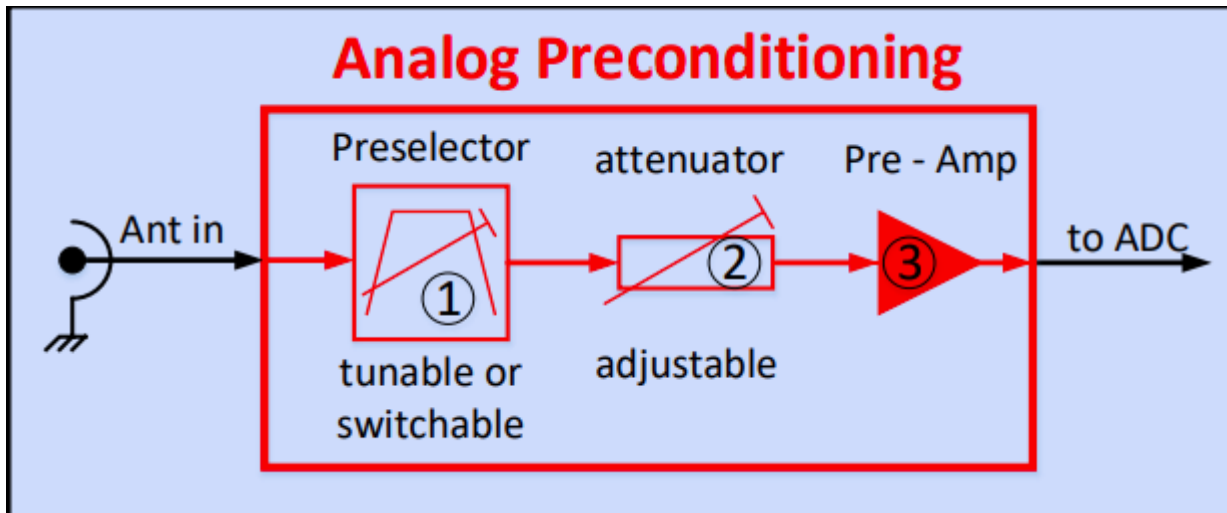 Analog Preconditioning
Preselector
attenuator
Pre - Amp
Ant in
to ADC
①
②
③
tunable or
switchable
adjustable